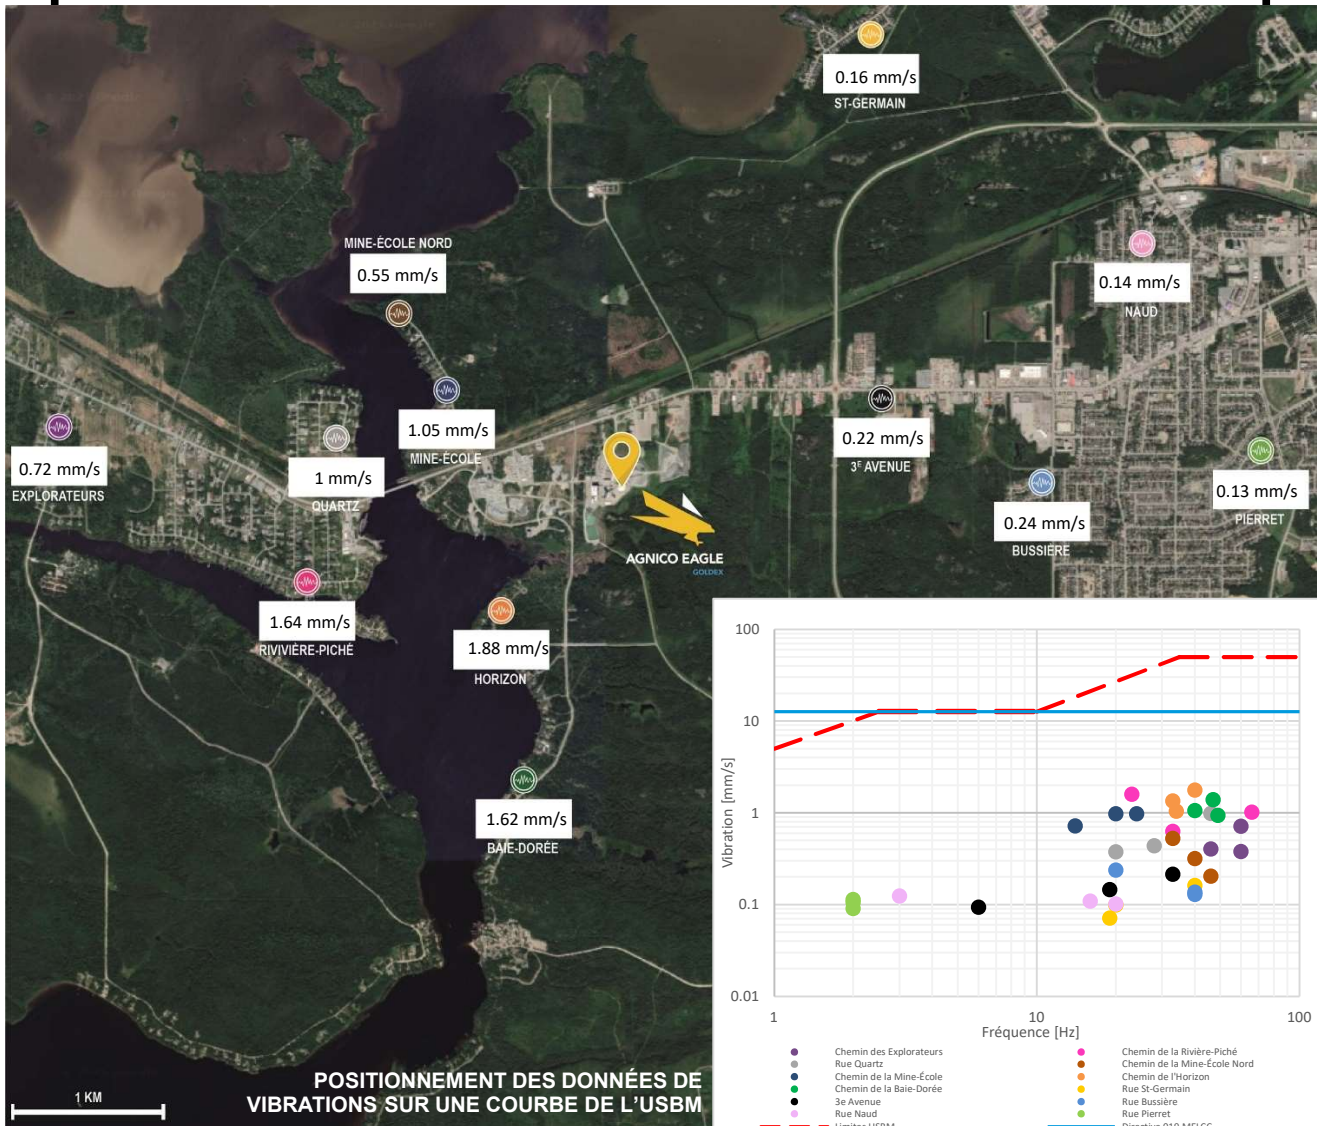 0.16 mm/s
ST-GERMAIN
MINE-ÉCOLE NORD
0.55 mm/s
0.14 mm/s
NAUD
1.05 mm/s
MINE-ÉCOLE
0.72 mm/s
EXPLORATEURS
1 mm/s
QUARTZ
0.22 mm/s
3E AVENUE
0.24 mm/s
BUSSIÈRE
0.13 mm/s
PIERRET
AGNICO EAGLE
GOLDEX
1.64 mm/s
RIVIVIÈRE-PICHÉ
1.88 mm/s
HORIZON
1.62 mm/s
BAIE-DORÉE
1 KM
POSITIONNEMENT DES DONNÉES DE
VIBRATIONS SUR UNE COURBE DE L'USBM
100
10
1
0.1
0.01
Vibration [mm/s]
1
10
100
Fréquence [Hz]
Chemin des Explorateurs
Chemin de la Rivière-Piché
Rue Quartz
Chemin de la Mine-École Nord
Chemin de la Mine-École
Chemin de l'Horizon
Chemin de la Baie-Dorée
Rue St-Germain
3e Avenue
Rue Bussière
Rue Naud
Rue Pierret
Limites USBM
Directive 019 MELCC